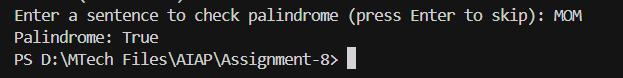 Enter a sentence to check palindrome (press Enter to skip): MOM
Palindrome: True
PS D:\MTech Files\AIAP\Assignment-8>